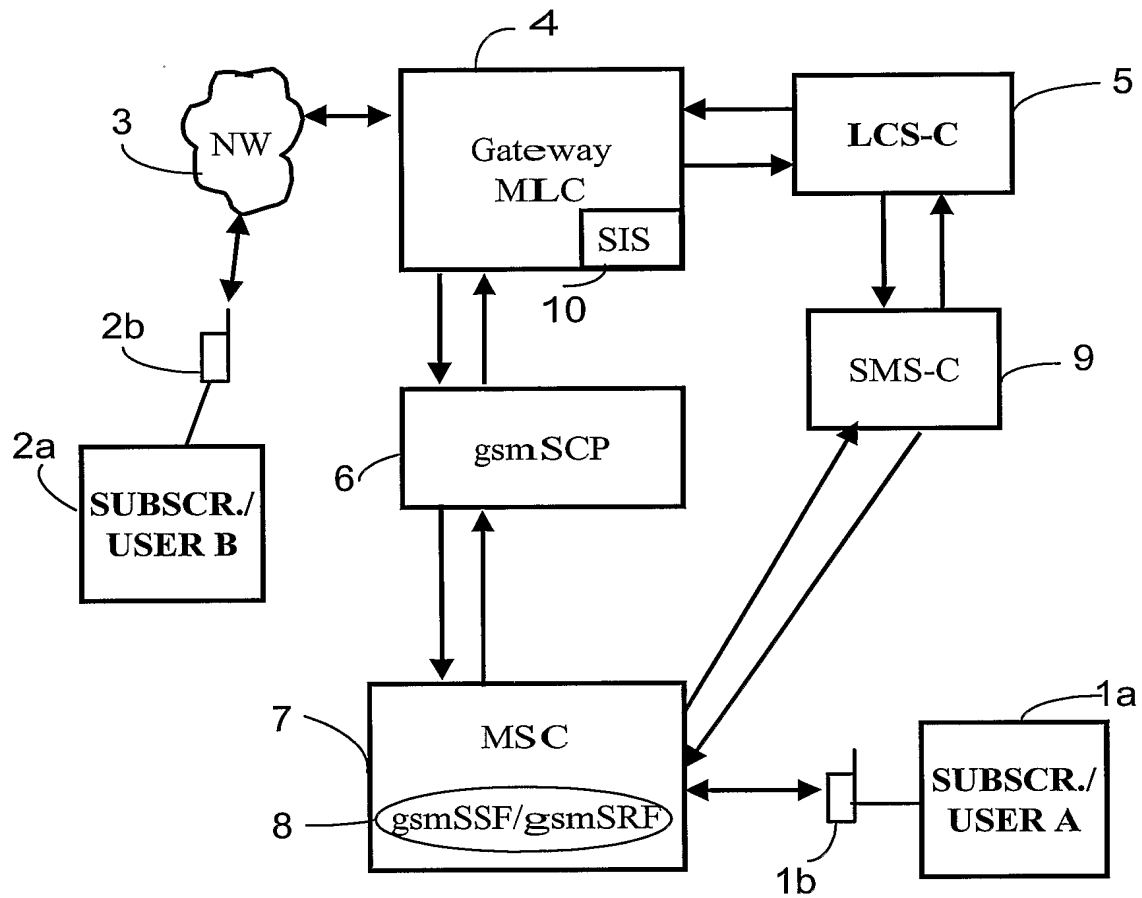 4
5
3
NW
Gateway
MLC
LCS-C
SIS
10
2b
SMS-C
9
2a
6
gsmSCP
SUBSCR./
USER B
7
MSC
1a
8
gsmSSF/gsmSRF
SUBSCR./
USER A
1b